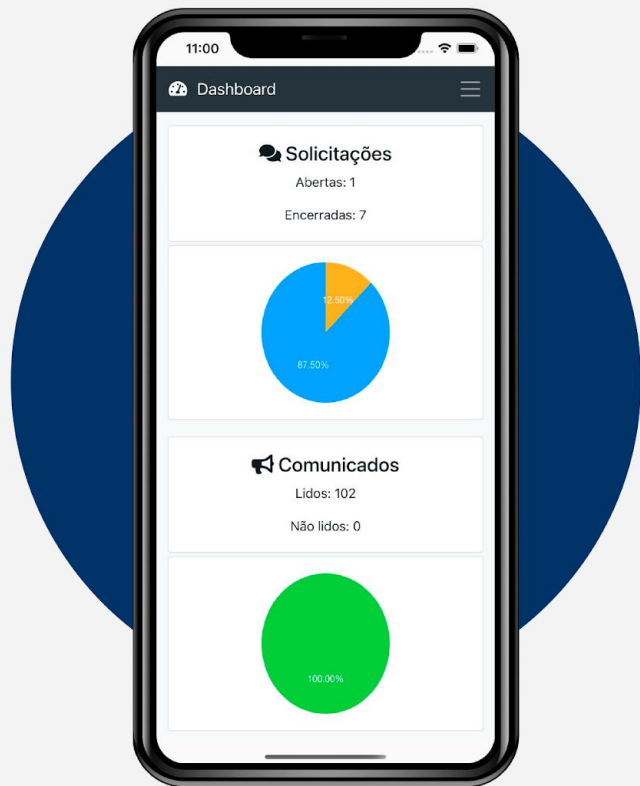 11:00
Dashboard
Solicitações
Abertas: 1
Encerradas: 7
12.50%
87.50%
Comunicados
Lidos: 102
Não lidos: 0
100.00%